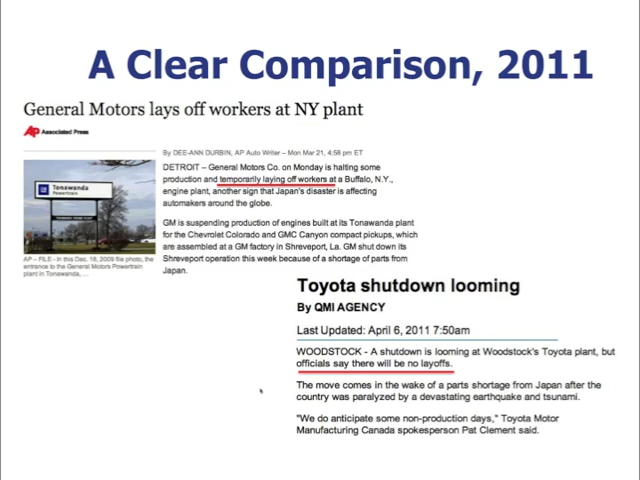 A Clear Comparison, 2011
General Motors lays off workers at NY plant
AP Associated Press
By DEE-ANN DURBIN, AP Auto Writer – Mon Mar 21, 4:58 pm ET
DETROIT – General Motors Co. on Monday is halting some
production and temporarily laying off workers at a Buffalo, N.Y.,
engine plant, another sign that Japan's disaster is affecting
automakers around the globe.
GM is suspending production of engines built at its Tonawanda plant
for the Chevrolet Colorado and GMC Canyon compact pickups, which
are assembled at a GM factory in Shreveport, La. GM shut down its
Shreveport operation this week because of a shortage of parts from
Japan.
GM
Tonawanda
Powertrain
AP – FILE - In this Dec. 18, 2009 file photo, the
entrance to the General Motors Powertrain
plant in Tonawanda, ...
Toyota shutdown looming
By QMI AGENCY
Last Updated: April 6, 2011 7:50am
WOODSTOCK - A shutdown is looming at Woodstock's Toyota plant, but
officials say there will be no layoffs.
The move comes in the wake of a parts shortage from Japan after the
country was paralyzed by a devastating earthquake and tsunami.
"We do anticipate some non-production days," Toyota Motor
Manufacturing Canada spokesperson Pat Clement said.